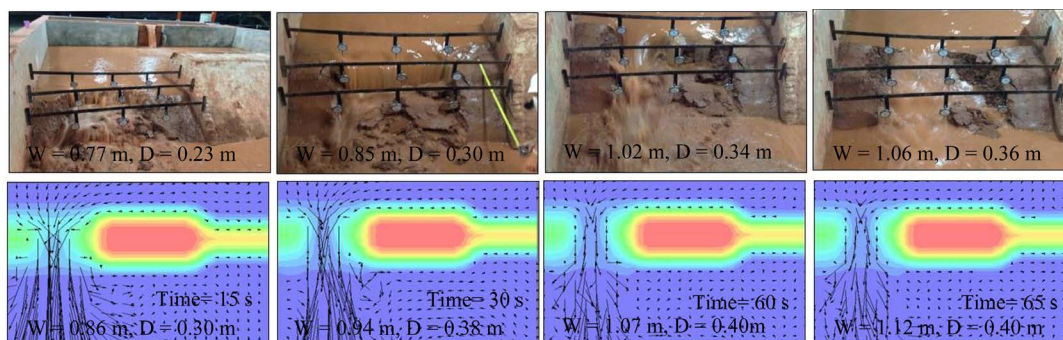 W = 0.77 m, D = 0.23 m
W = 0.85 m, D = 0.30 m
W = 1.02 m, D = 0.34 m
W = 1.06 m, D = 0.36 m
Time= 15 s
W = 0.86 m, D = 0.30 m
Time= 30 s
W = 0.94 m, D = 0.38 m
Time= 60 s
W = 1.07 m, D = 0.40m
Time= 65 s
W = 1.12 m, D = 0.40 m